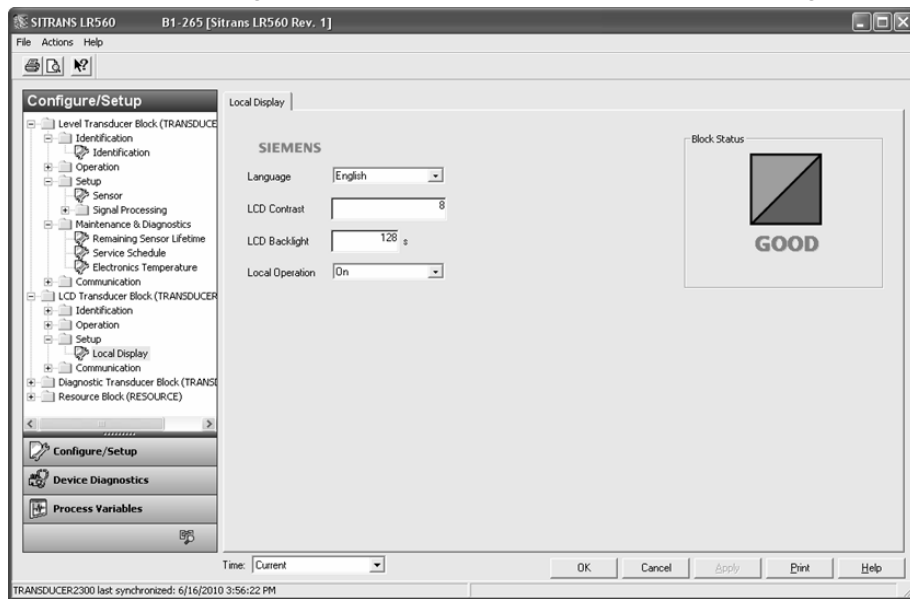 SITRANS LR560 B1-265 [Sitrans LR560 Rev. 1]
File Actions Help
Configure/Setup
Level Transducer Block (TRANSDUCE
Identification
Identification
Operation
Setup
Sensor
Signal Processing
Maintenance & Diagnostics
Remaining Sensor Lifetime
Service Schedule
Electronics Temperature
Communication
LCD Transducer Block (TRANSDUCER
Identification
Operation
Setup
Local Display
Communication
Diagnostic Transducer Block (TRANS
Resource Block (RESOURCE)
Configure/Setup
Device Diagnostics
Process Variables
Local Display
SIEMENS
Language English
LCD Contrast 8
LCD Backlight 128 s
Local Operation On
Block Status
GOOD
Time: Current
OK Cancel Apply Print Help
TRANSDUCER2300 last synchronized: 6/16/2010 3:56:22 PM